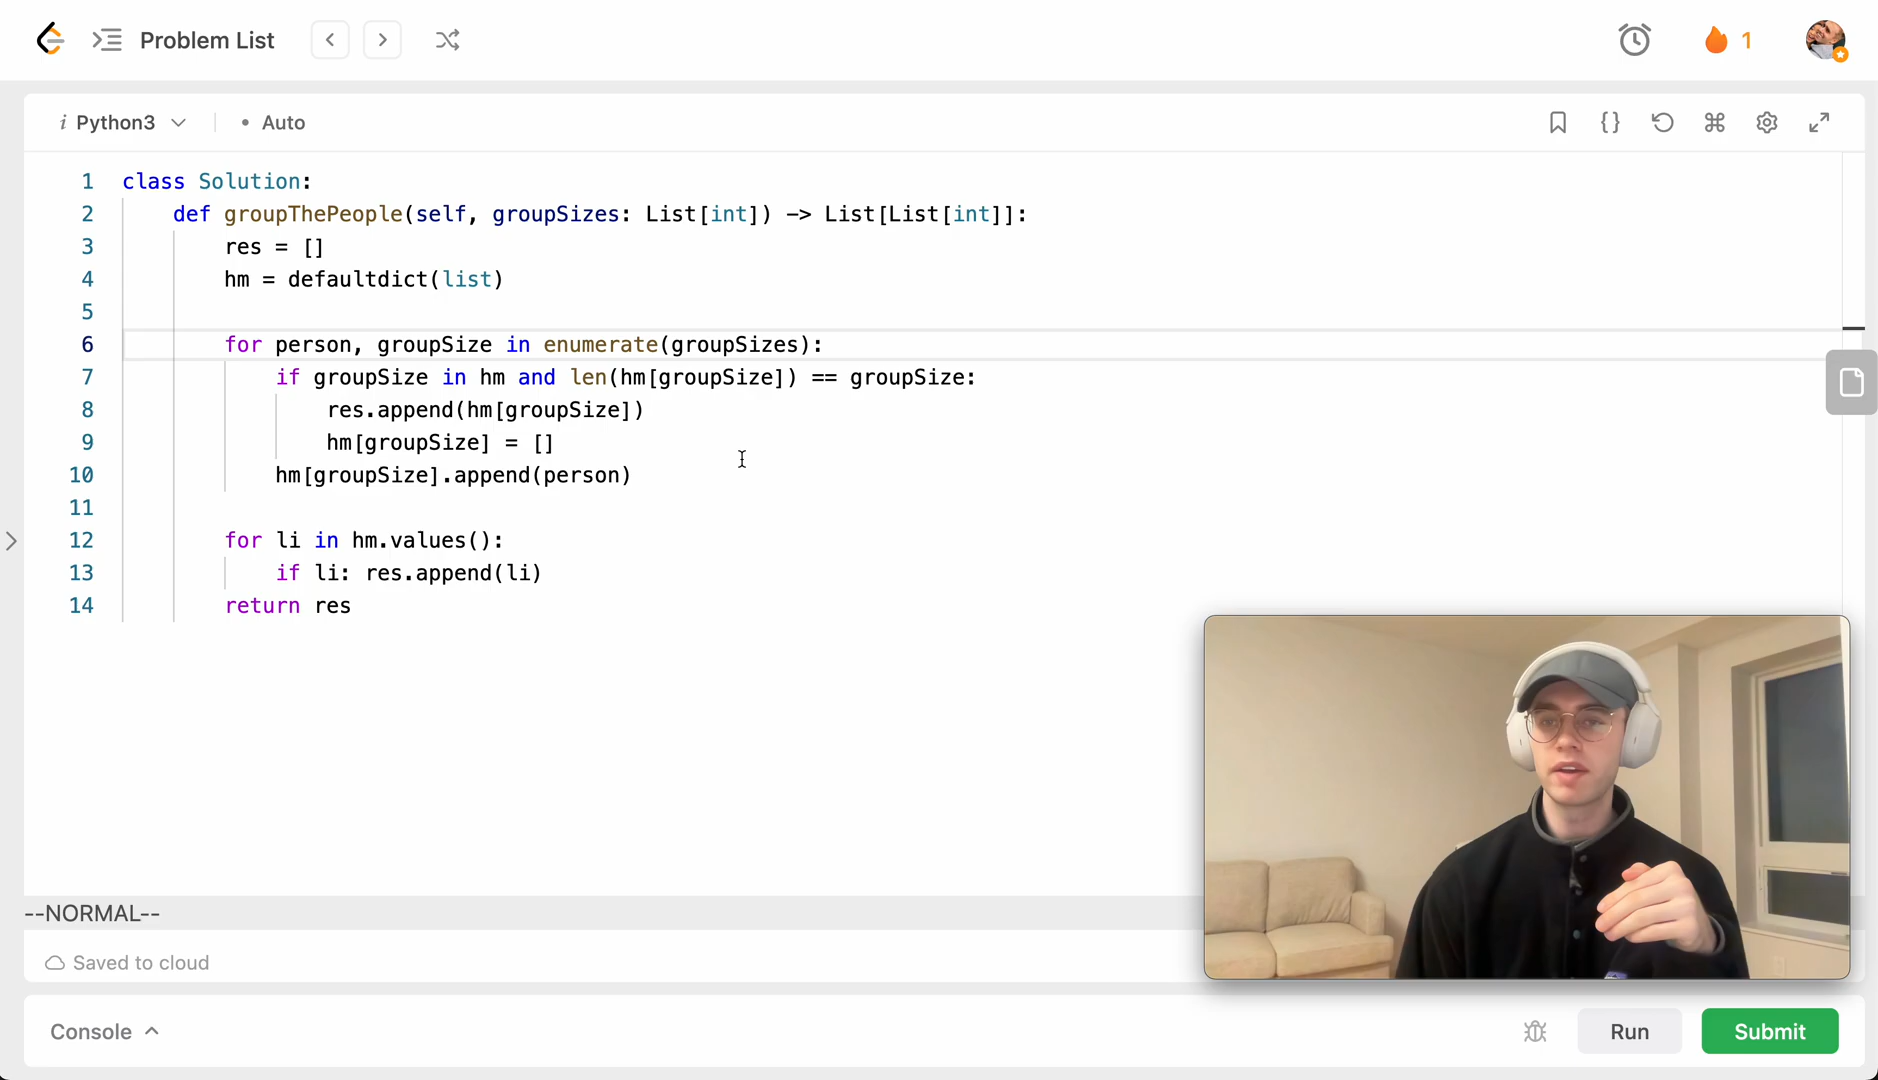 Problem List
1
i Python3
• Auto
1 class Solution:
2 def groupThePeople(self, groupSizes: List[int]) -> List[List[int]]:
3 res = []
4 hm = defaultdict(list)
5
6 for person, groupSize in enumerate(groupSizes):
7 if groupSize in hm and len(hm[groupSize]) == groupSize:
8 res.append(hm[groupSize])
9 hm[groupSize] = []
10 hm[groupSize].append(person)
11
12 for li in hm.values():
13 if li: res.append(li)
14 return res
--NORMAL--
Saved to cloud
Console
Run
Submit